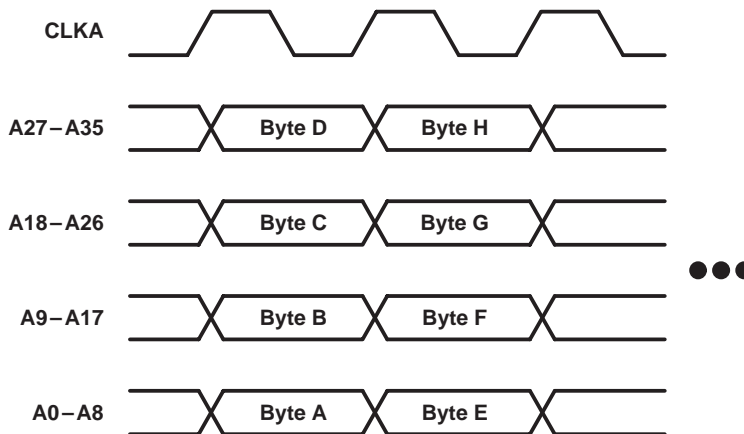 CLKA
A27–A35 Byte D Byte H
A18–A26 Byte C Byte G
A9–A17 Byte B Byte F
A0–A8 Byte A Byte E